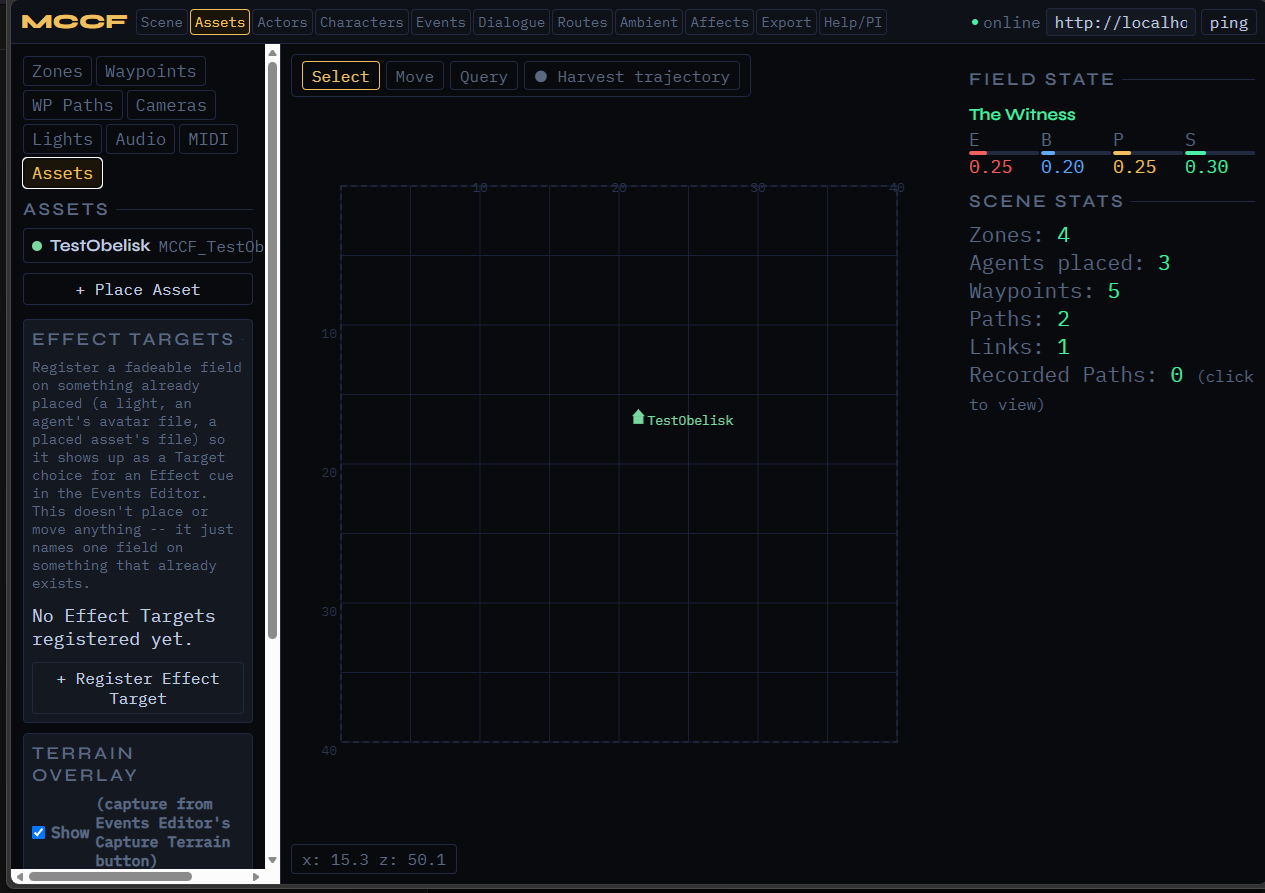 MCCF Scene Assets Actors Characters Events Dialogue Routes Ambient Affects Export Help/PI online http://localho ping
Zones Waypoints
WP Paths Cameras
Lights Audio MIDI
Assets
ASSETS
TestObelisk MCCF_TestOb
+ Place Asset
EFFECT TARGETS
Register a fadeable field
on something already
placed (a light, an
agent's avatar file, a
placed asset's file) so
it shows up as a Target
choice for an Effect cue
in the Events Editor.
This doesn't place or
move anything -- it just
names one field on
something that already
exists.
No Effect Targets
registered yet.
+ Register Effect
Target
TERRAIN
OVERLAY
Show
(capture from
Events Editor's
Capture Terrain
button)
Select Move Query Harvest trajectory
10 20 30 40
10
TestObelisk
20
30
40
x: 15.3 z: 50.1
FIELD STATE
The Witness
E B P S
0.25 0.20 0.25 0.30
SCENE STATS
Zones: 4
Agents placed: 3
Waypoints: 5
Paths: 2
Links: 1
Recorded Paths: 0 (click
to view)